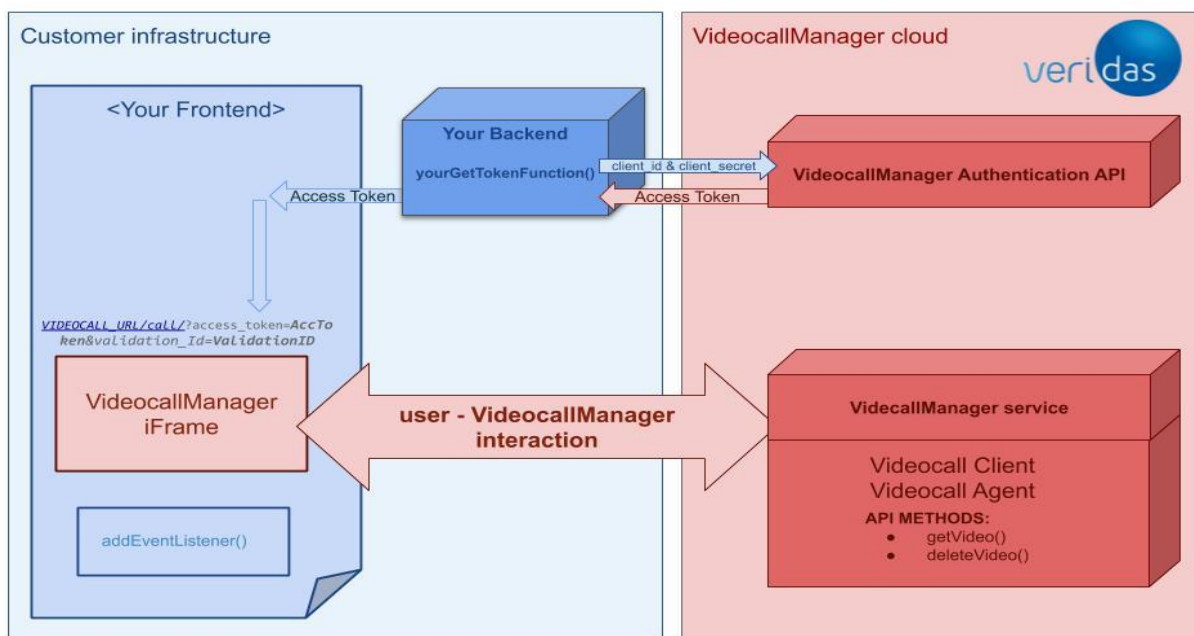 Customer infrastructure
VideocallManager cloud
veridas
<Your Frontend>
Your Backend
yourGetTokenFunction()
client_id & client_secret
VideocallManager Authentication API
Access Token
Access Token
VIDEOCALL_URL/call/?access_token=AccTo
ken&validation_Id=ValidationID
VideocallManager
iFrame
user - VideocallManager
interaction
VidecallManager service
Videocall Client
Videocall Agent
API METHODS:
● getVideo()
● deleteVideo()
addEventListener()